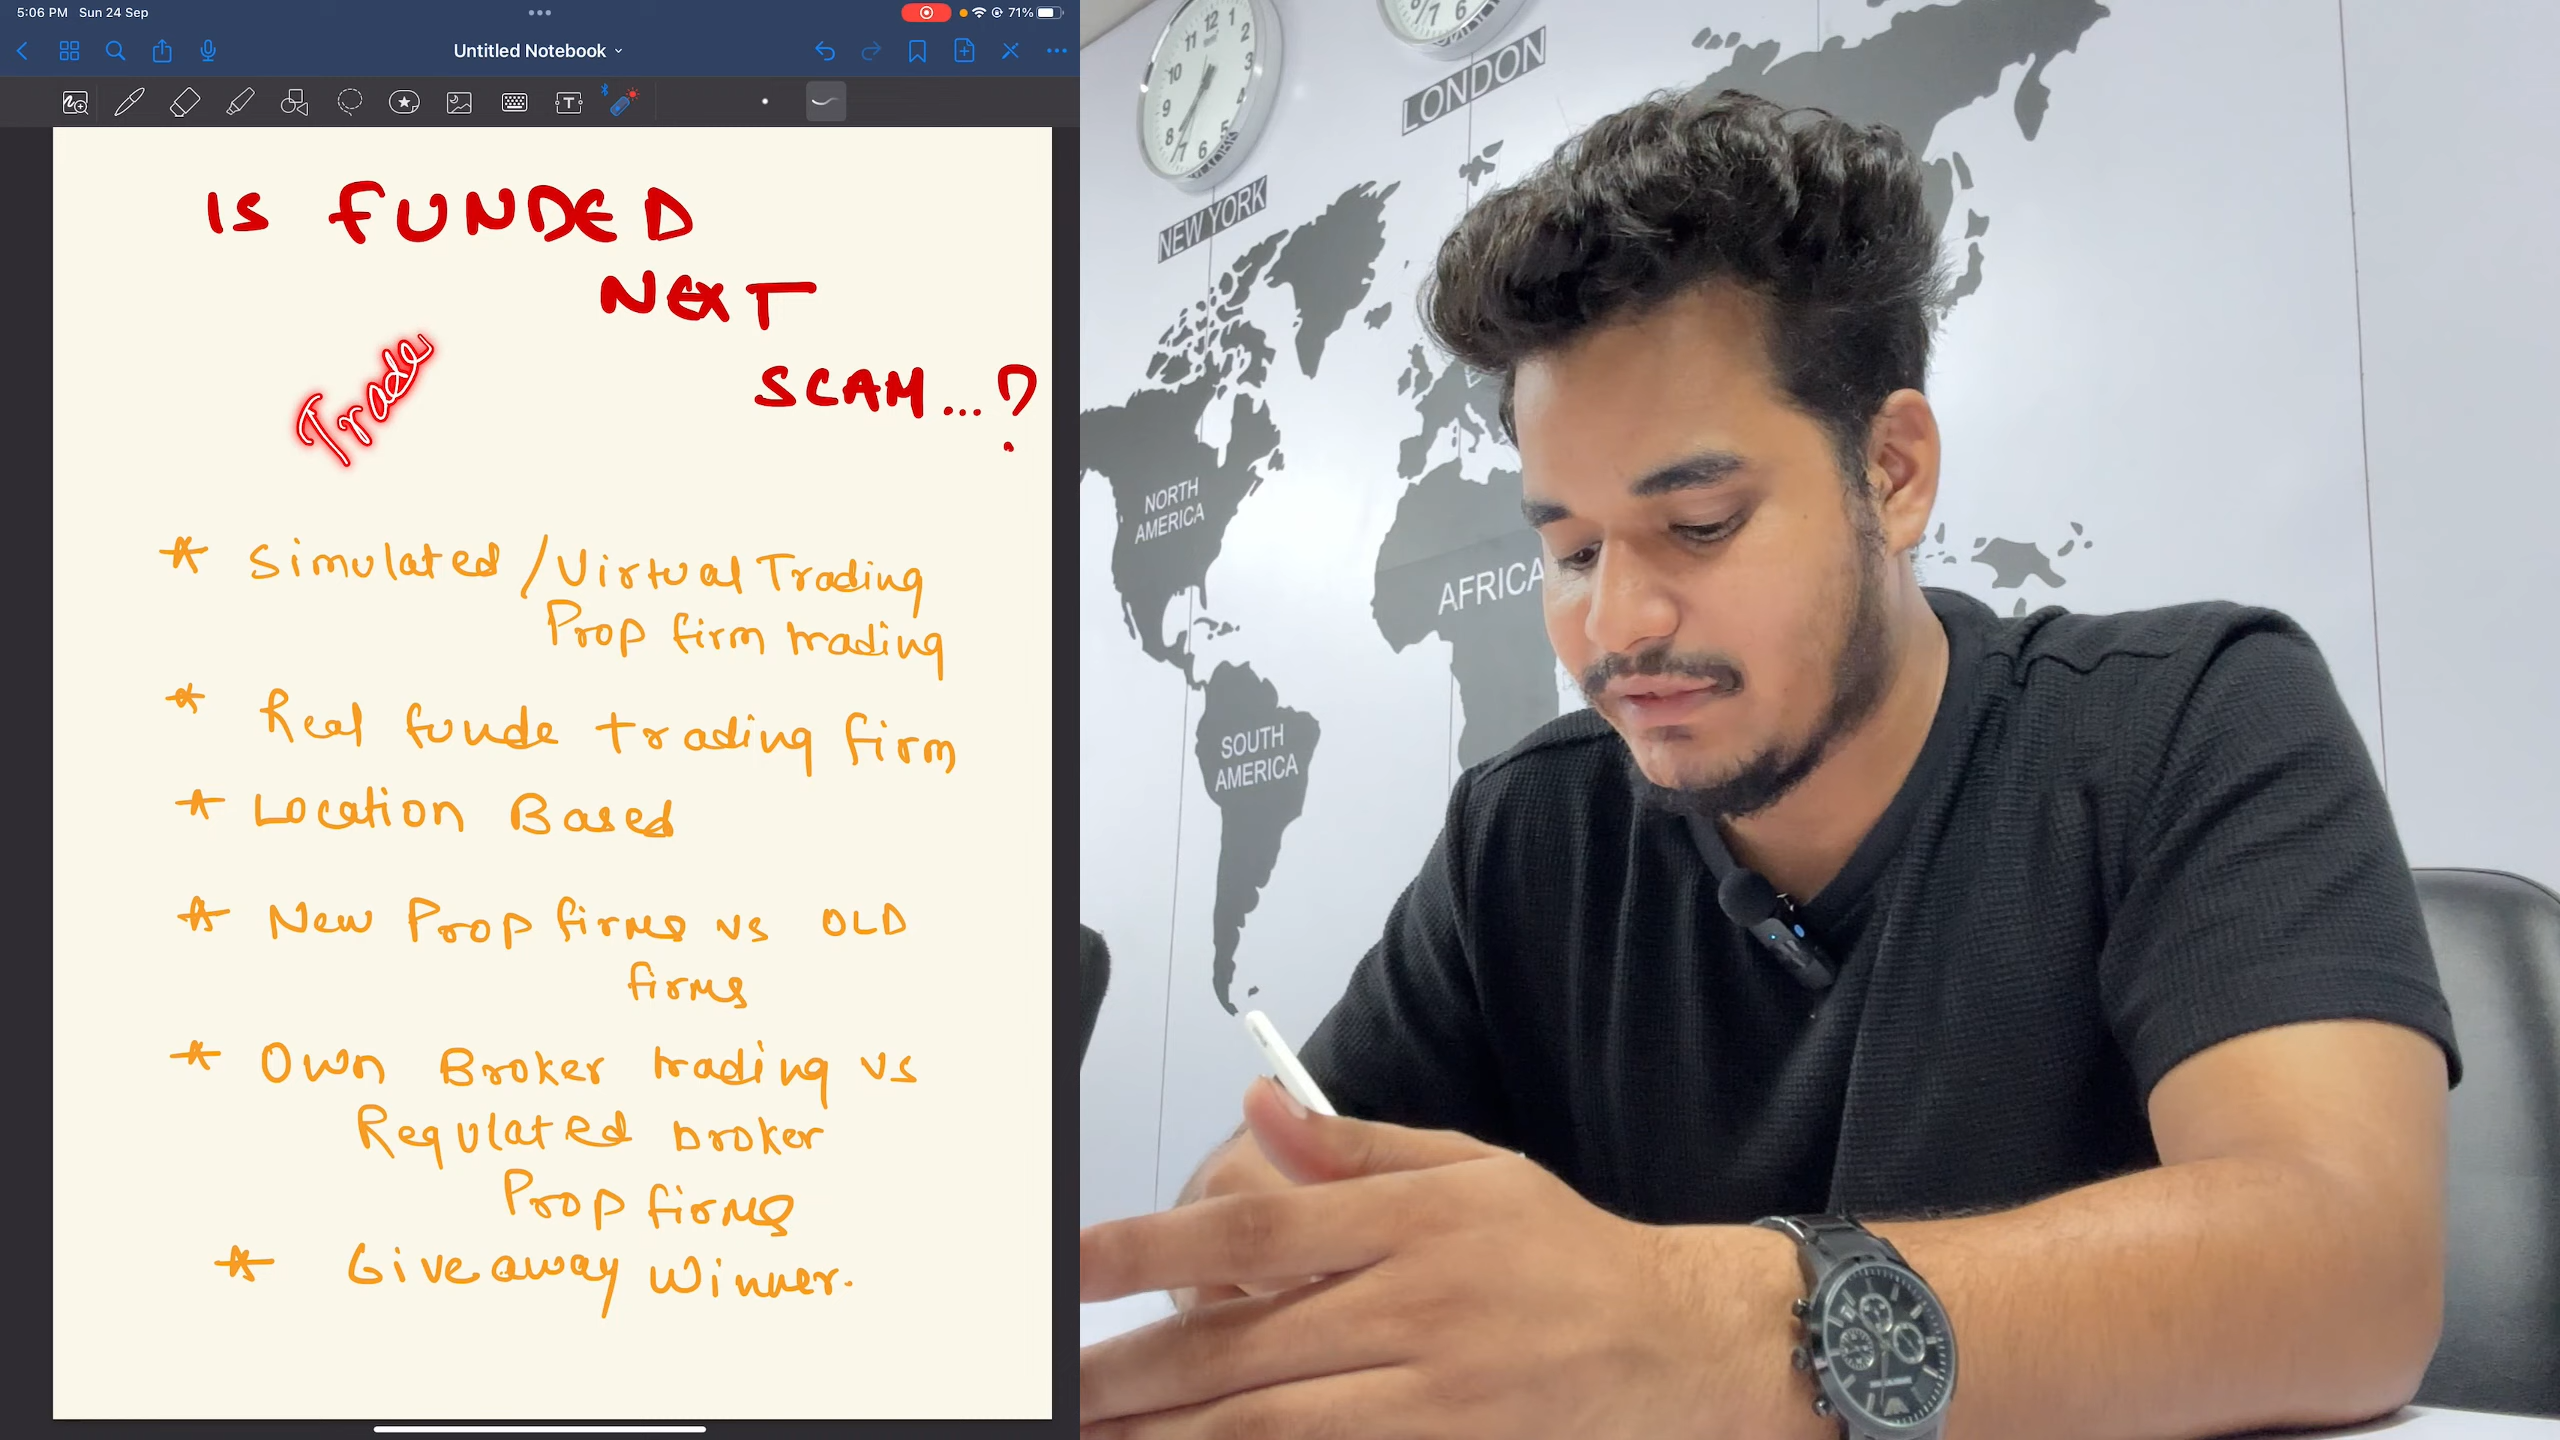 5:06 PM Sun 24 Sep
71%
Untitled Notebook
IS FUNDED
NEXT
SCAM...?
Trade
* Simulated / Virtual Trading
Prop firm trading
* Real funde trading firm
* Location Based
* New Prop firms vs OLD
firms
* Own Broker trading vs
Regulated broker
Prop firms
* Giveaway Winner.
NEW YORK
LONDON
NORTH
AMERICA
AFRICA
SOUTH
AMERICA